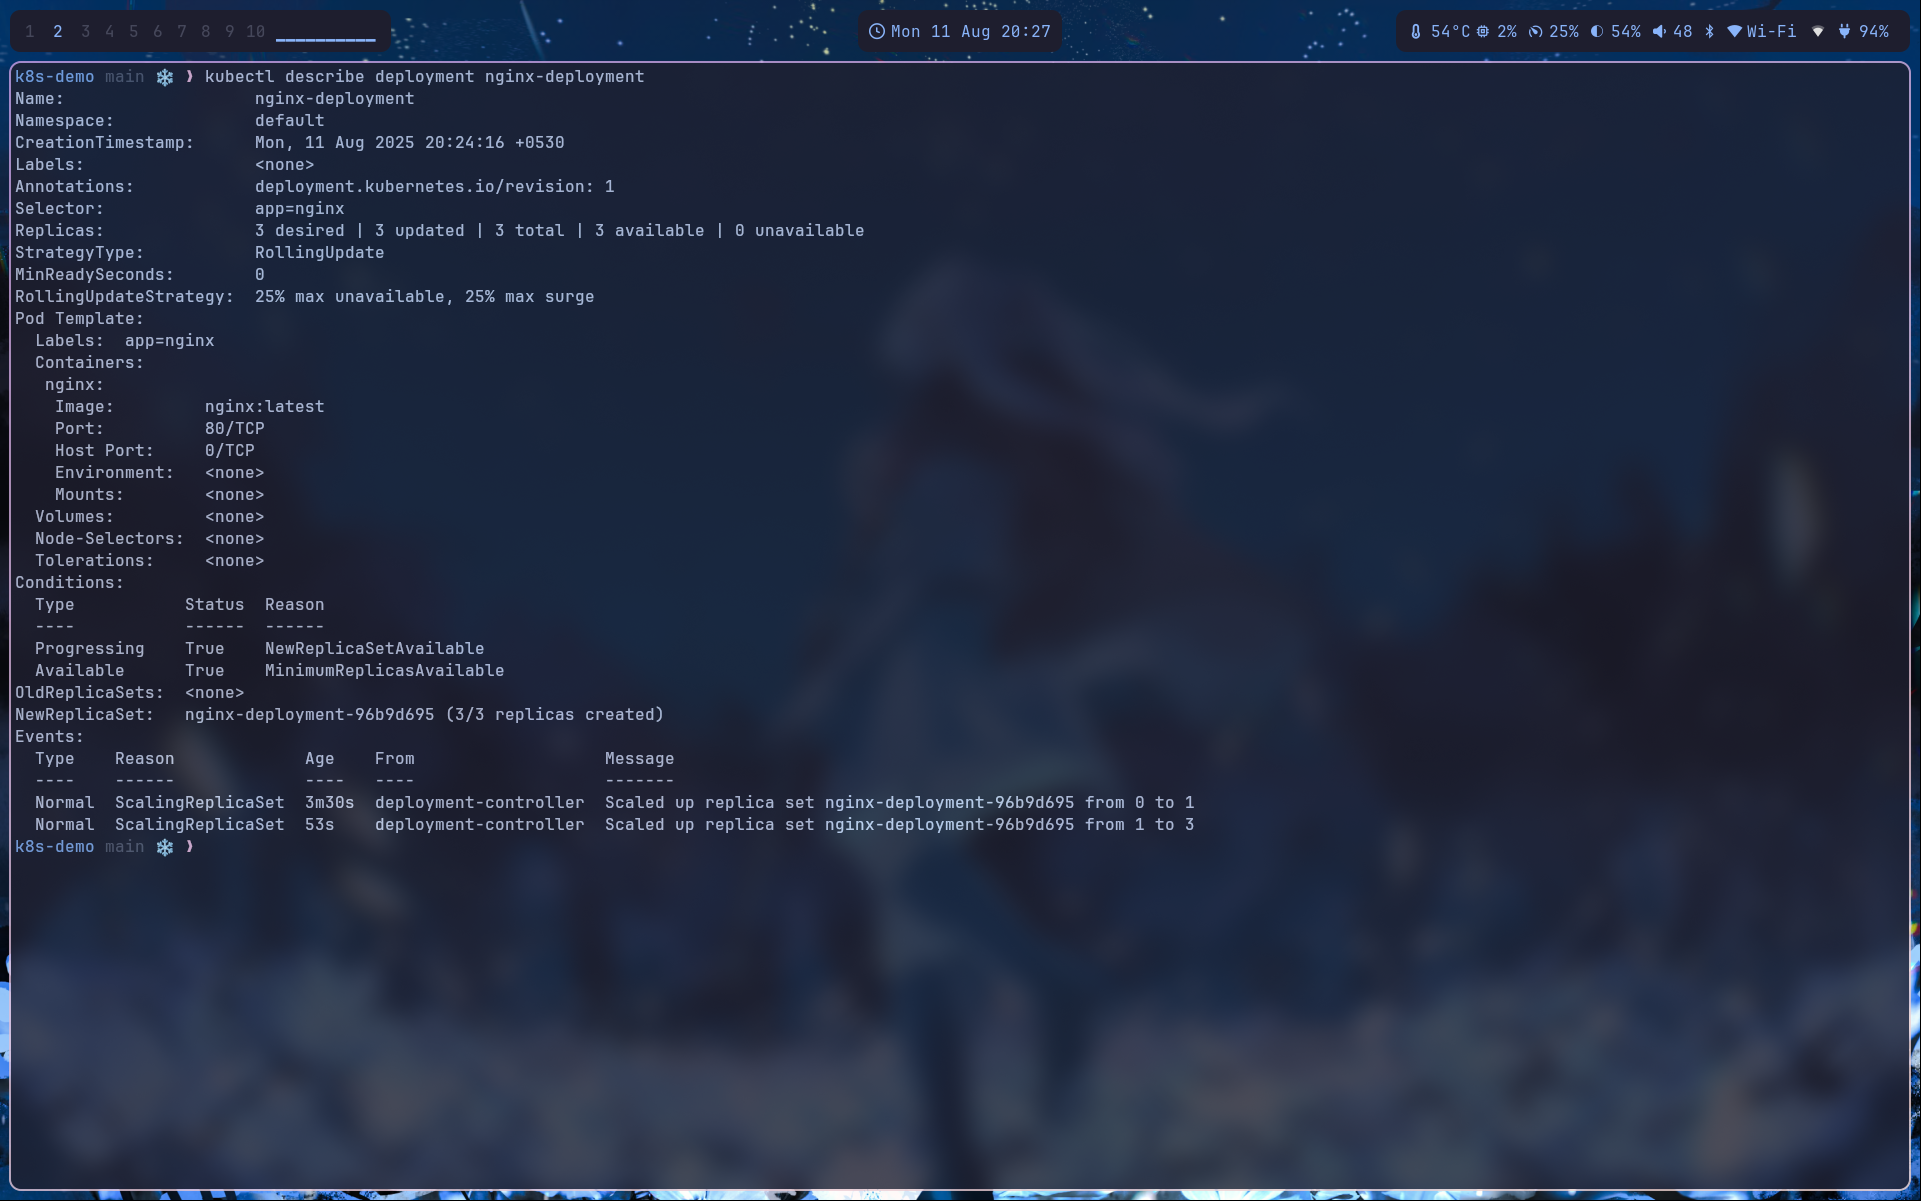 1 2 3 4 5 6 7 8 9 10
Mon 11 Aug 20:27
54°C 2% 25% 54% 48 Wi-Fi 94%
k8s-demo main ❄️ ❱ kubectl describe deployment nginx-deployment
Name:                   nginx-deployment
Namespace:              default
CreationTimestamp:      Mon, 11 Aug 2025 20:24:16 +0530
Labels:                 <none>
Annotations:            deployment.kubernetes.io/revision: 1
Selector:               app=nginx
Replicas:               3 desired | 3 updated | 3 total | 3 available | 0 unavailable
StrategyType:           RollingUpdate
MinReadySeconds:        0
RollingUpdateStrategy:  25% max unavailable, 25% max surge
Pod Template:
  Labels:  app=nginx
  Containers:
   nginx:
    Image:         nginx:latest
    Port:          80/TCP
    Host Port:     0/TCP
    Environment:   <none>
    Mounts:        <none>
  Volumes:         <none>
  Node-Selectors:  <none>
  Tolerations:     <none>
Conditions:
  Type           Status  Reason
  ----           ------  ------
  Progressing    True    NewReplicaSetAvailable
  Available      True    MinimumReplicasAvailable
OldReplicaSets:  <none>
NewReplicaSet:   nginx-deployment-96b9d695 (3/3 replicas created)
Events:
  Type    Reason             Age    From                   Message
  ----    ------             ----   ----                   -------
  Normal  ScalingReplicaSet  3m30s  deployment-controller  Scaled up replica set nginx-deployment-96b9d695 from 0 to 1
  Normal  ScalingReplicaSet  53s    deployment-controller  Scaled up replica set nginx-deployment-96b9d695 from 1 to 3
k8s-demo main ❄️ ❱